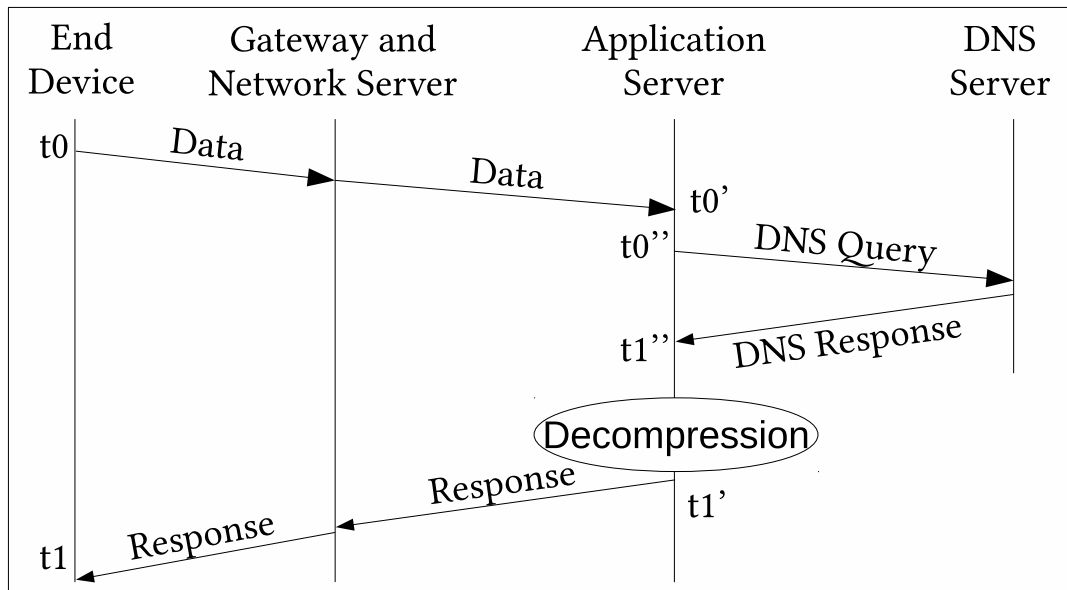 End
Device
Gateway and
Network Server
Application
Server
DNS
Server
t0
Data
Data
t0’
t0’’
DNS Query
t1’’
DNS Response
Decompression
Response
t1’
Response
t1